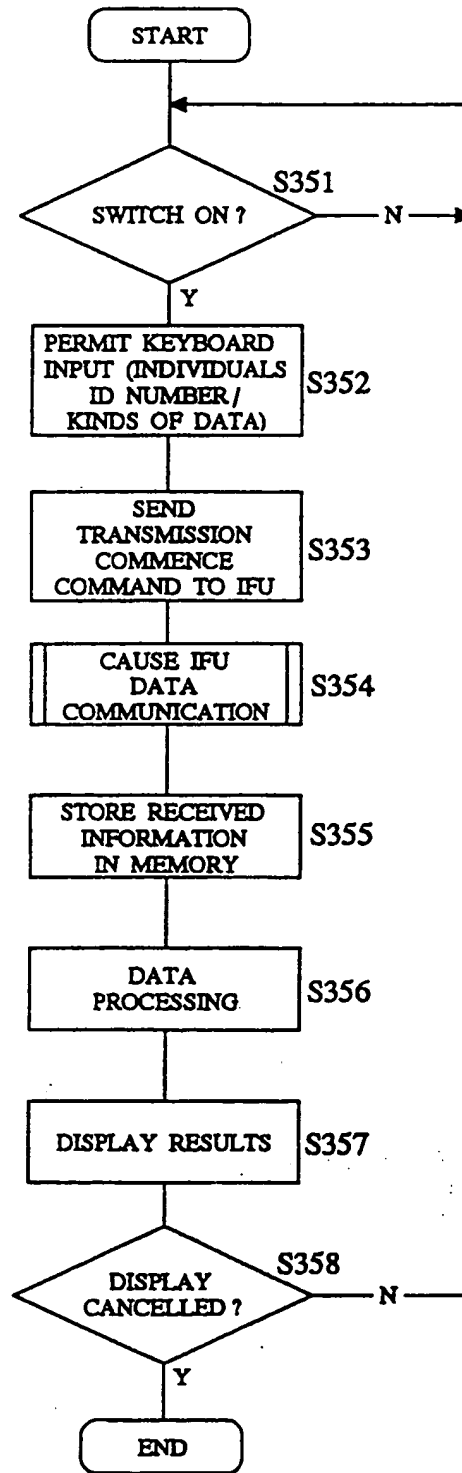 START
S351
SWITCH ON ?
N
Y
PERMIT KEYBOARD
INPUT (INDIVIDUALS
ID NUMBER /
KINDS OF DATA)
S352
SEND
TRANSMISSION
COMMENCE
COMMAND TO IFU
S353
CAUSE IFU
DATA
COMMUNICATION
S354
STORE RECEIVED
INFORMATION
IN MEMORY
S355
DATA
PROCESSING
S356
DISPLAY RESULTS
S357
S358
DISPLAY
CANCELLED ?
N
Y
END